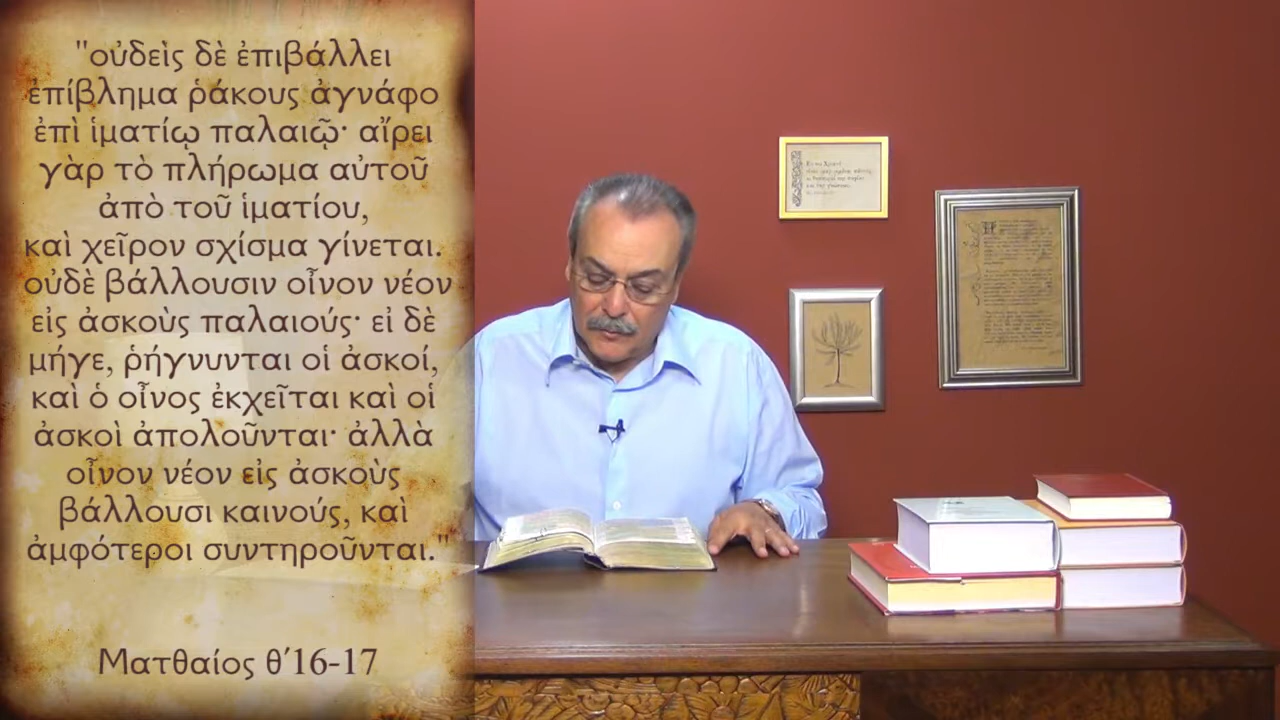 "οὐδεὶς δὲ ἐπιβάλλει
ἐπίβλημα ῥάκους ἀγνάφο
ἐπὶ ἱματίῳ παλαιῷ· αἴρει
γὰρ τὸ πλήρωμα αὐτοῦ
ἀπὸ τοῦ ἱματίου,
καὶ χεῖρον σχίσμα γίνεται.
οὐδὲ βάλλουσιν οἶνον νέον
εἰς ἀσκοὺς παλαιούς· εἰ δὲ
μήγε, ῥήγνυνται οἱ ἀσκοί,
καὶ ὁ οἶνος ἐκχεῖται καὶ οἱ
ἀσκοὶ ἀπολοῦνται· ἀλλὰ
οἶνον νέον εἰς ἀσκοὺς
βάλλουσι καινούς, καὶ
ἀμφότεροι συντηροῦνται."
Ματθαίος θ΄16-17